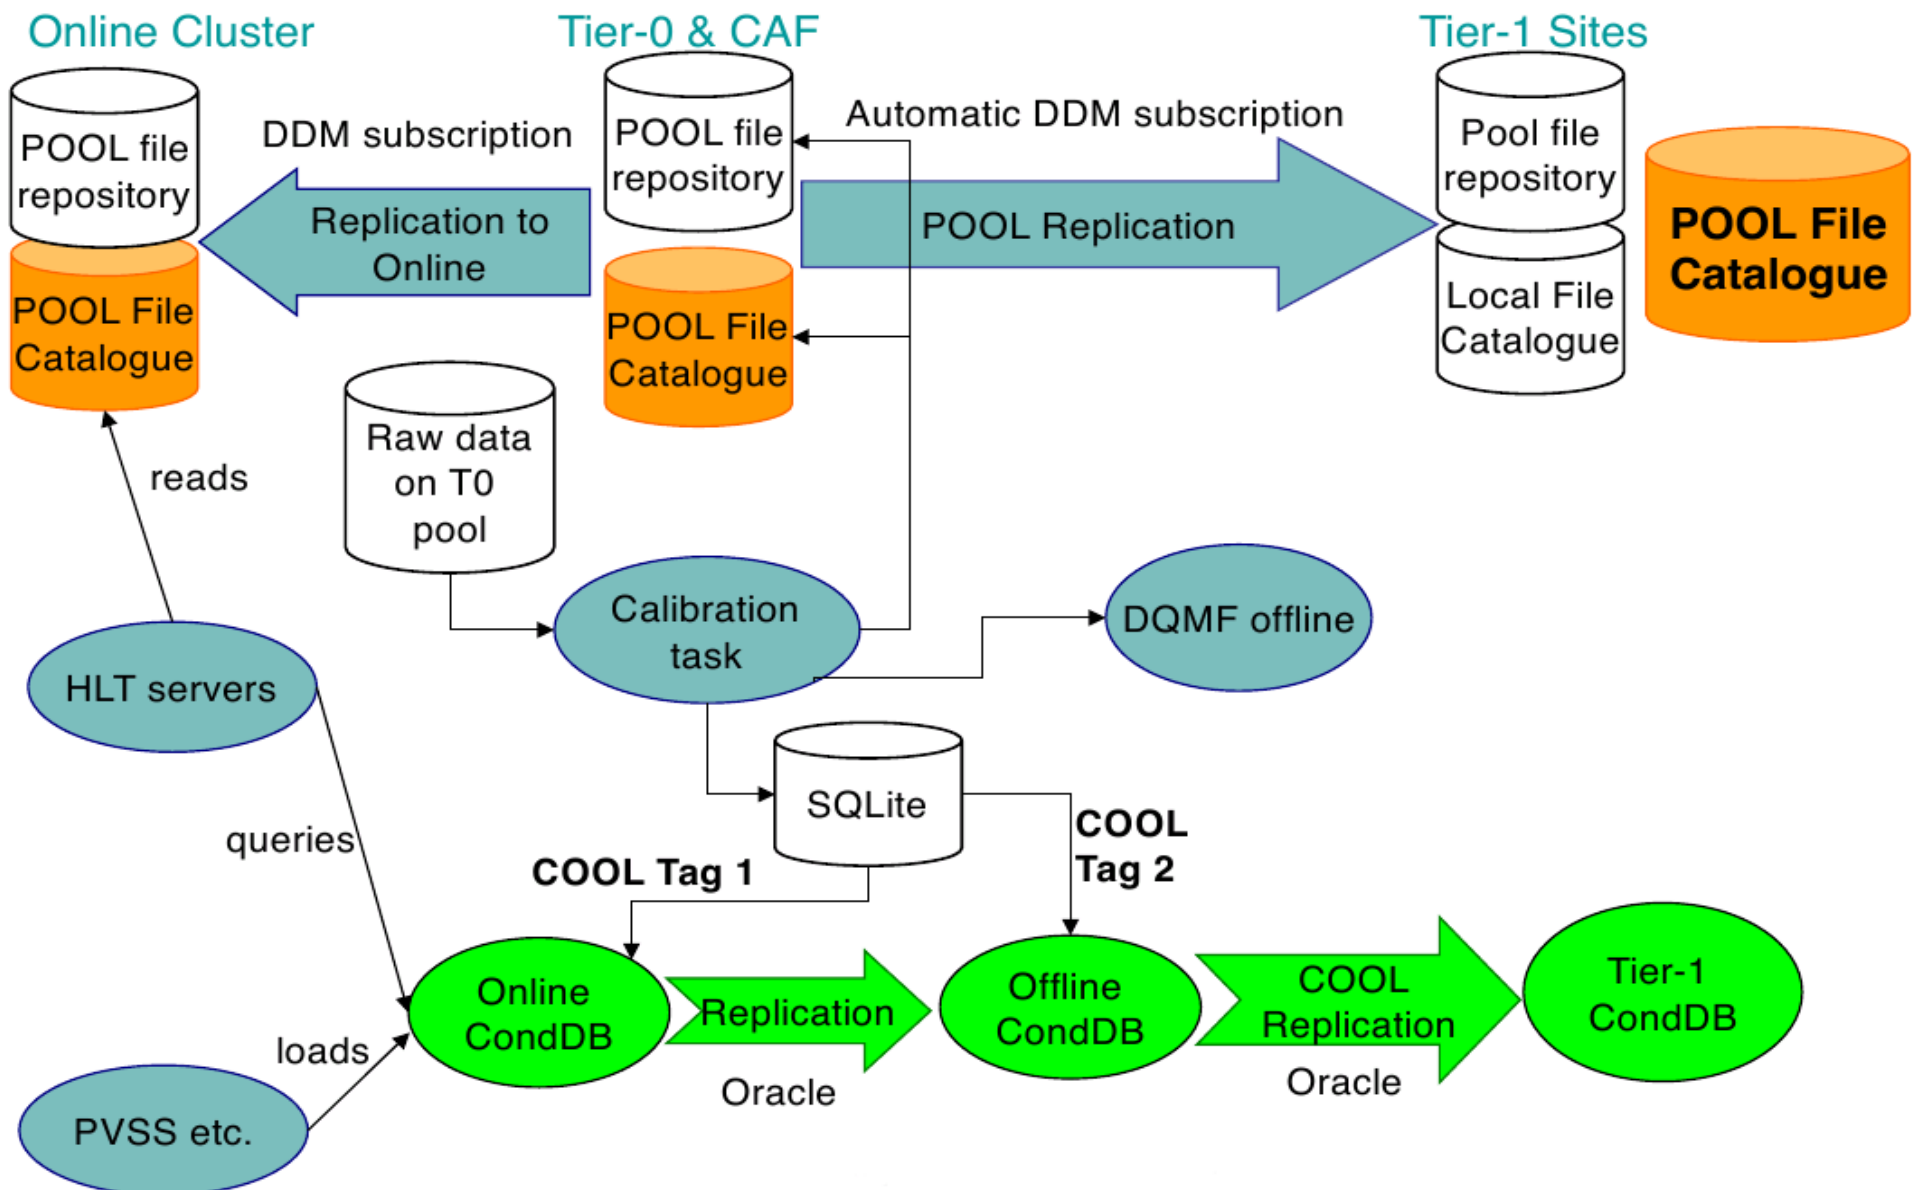 Online Cluster
Tier-0 & CAF
Tier-1 Sites
POOL file
repository
DDM subscription
POOL file
repository
Automatic DDM subscription
Pool file
repository
POOL File
Catalogue
Replication to
Online
POOL Replication
POOL File
Catalogue
POOL File
Catalogue
Local File
Catalogue
Raw data
on T0
pool
reads
Calibration
task
DQMF offline
HLT servers
SQLite
queries
COOL Tag 1
COOL
Tag 2
Online
CondDB
Replication
Offline
CondDB
COOL
Replication
Tier-1
CondDB
loads
Oracle
Oracle
PVSS etc.